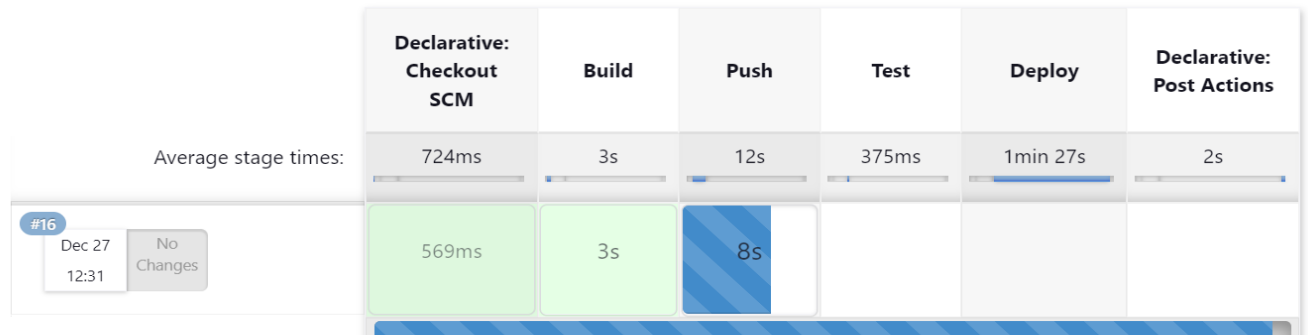 Declarative:
Checkout
SCM
Build
Push
Test
Deploy
Declarative:
Post Actions
Average stage times:
724ms
3s
12s
375ms
1min 27s
2s
#16
Dec 27
12:31
No
Changes
569ms
3s
8s